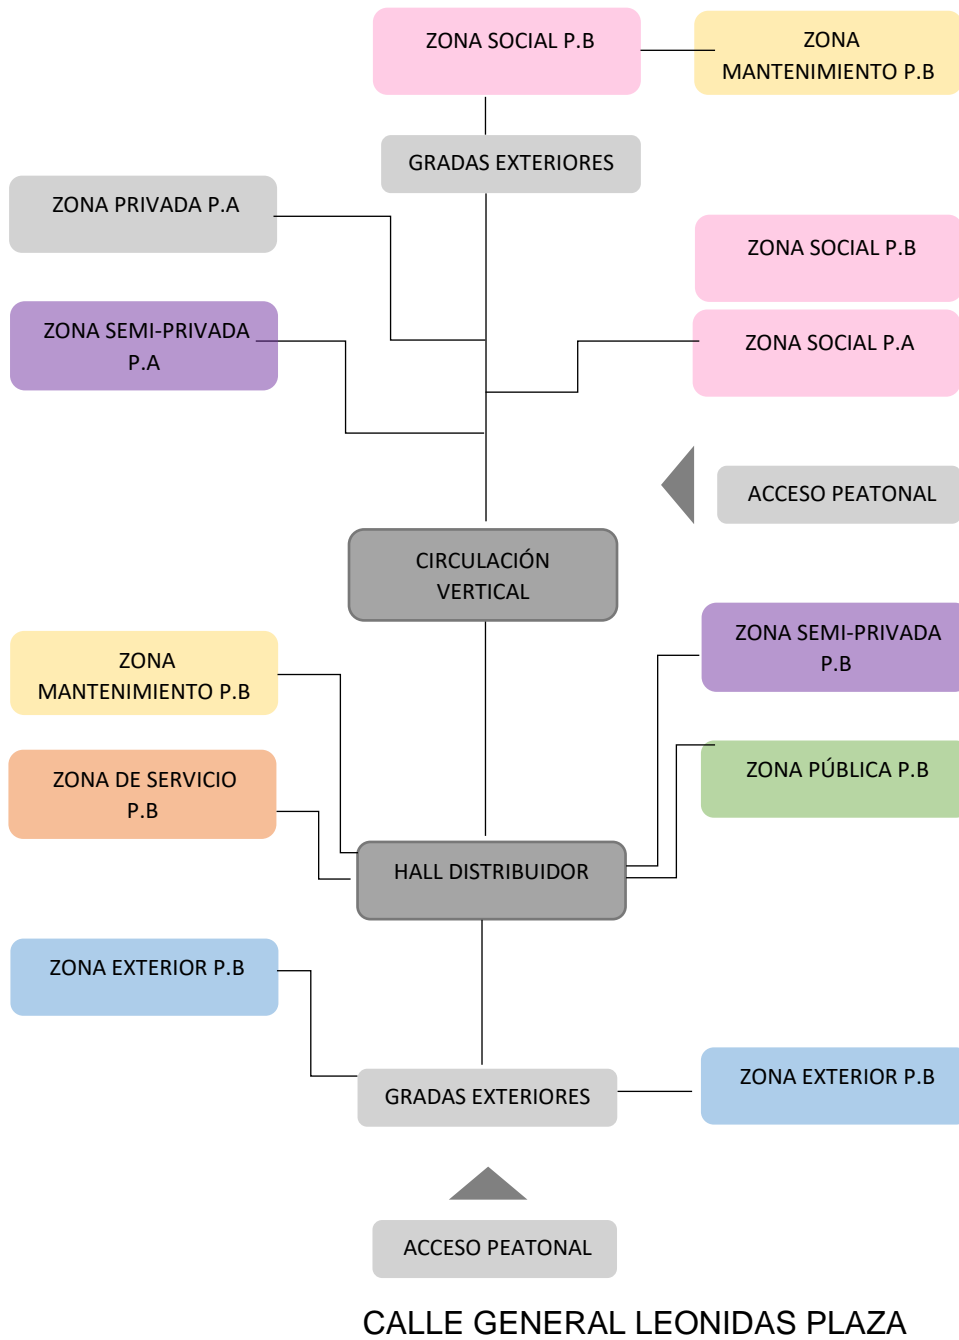 ZONA SOCIAL P.B
ZONA
MANTENIMIENTO P.B
GRADAS EXTERIORES
ZONA PRIVADA P.A
ZONA SOCIAL P.B
ZONA SEMI-PRIVADA
P.A
ZONA SOCIAL P.A
ACCESO PEATONAL
CIRCULACIÓN
VERTICAL
ZONA SEMI-PRIVADA
P.B
ZONA
MANTENIMIENTO P.B
ZONA PÚBLICA P.B
ZONA DE SERVICIO
P.B
HALL DISTRIBUIDOR
ZONA EXTERIOR P.B
ZONA EXTERIOR P.B
GRADAS EXTERIORES
ACCESO PEATONAL
CALLE GENERAL LEONIDAS PLAZA